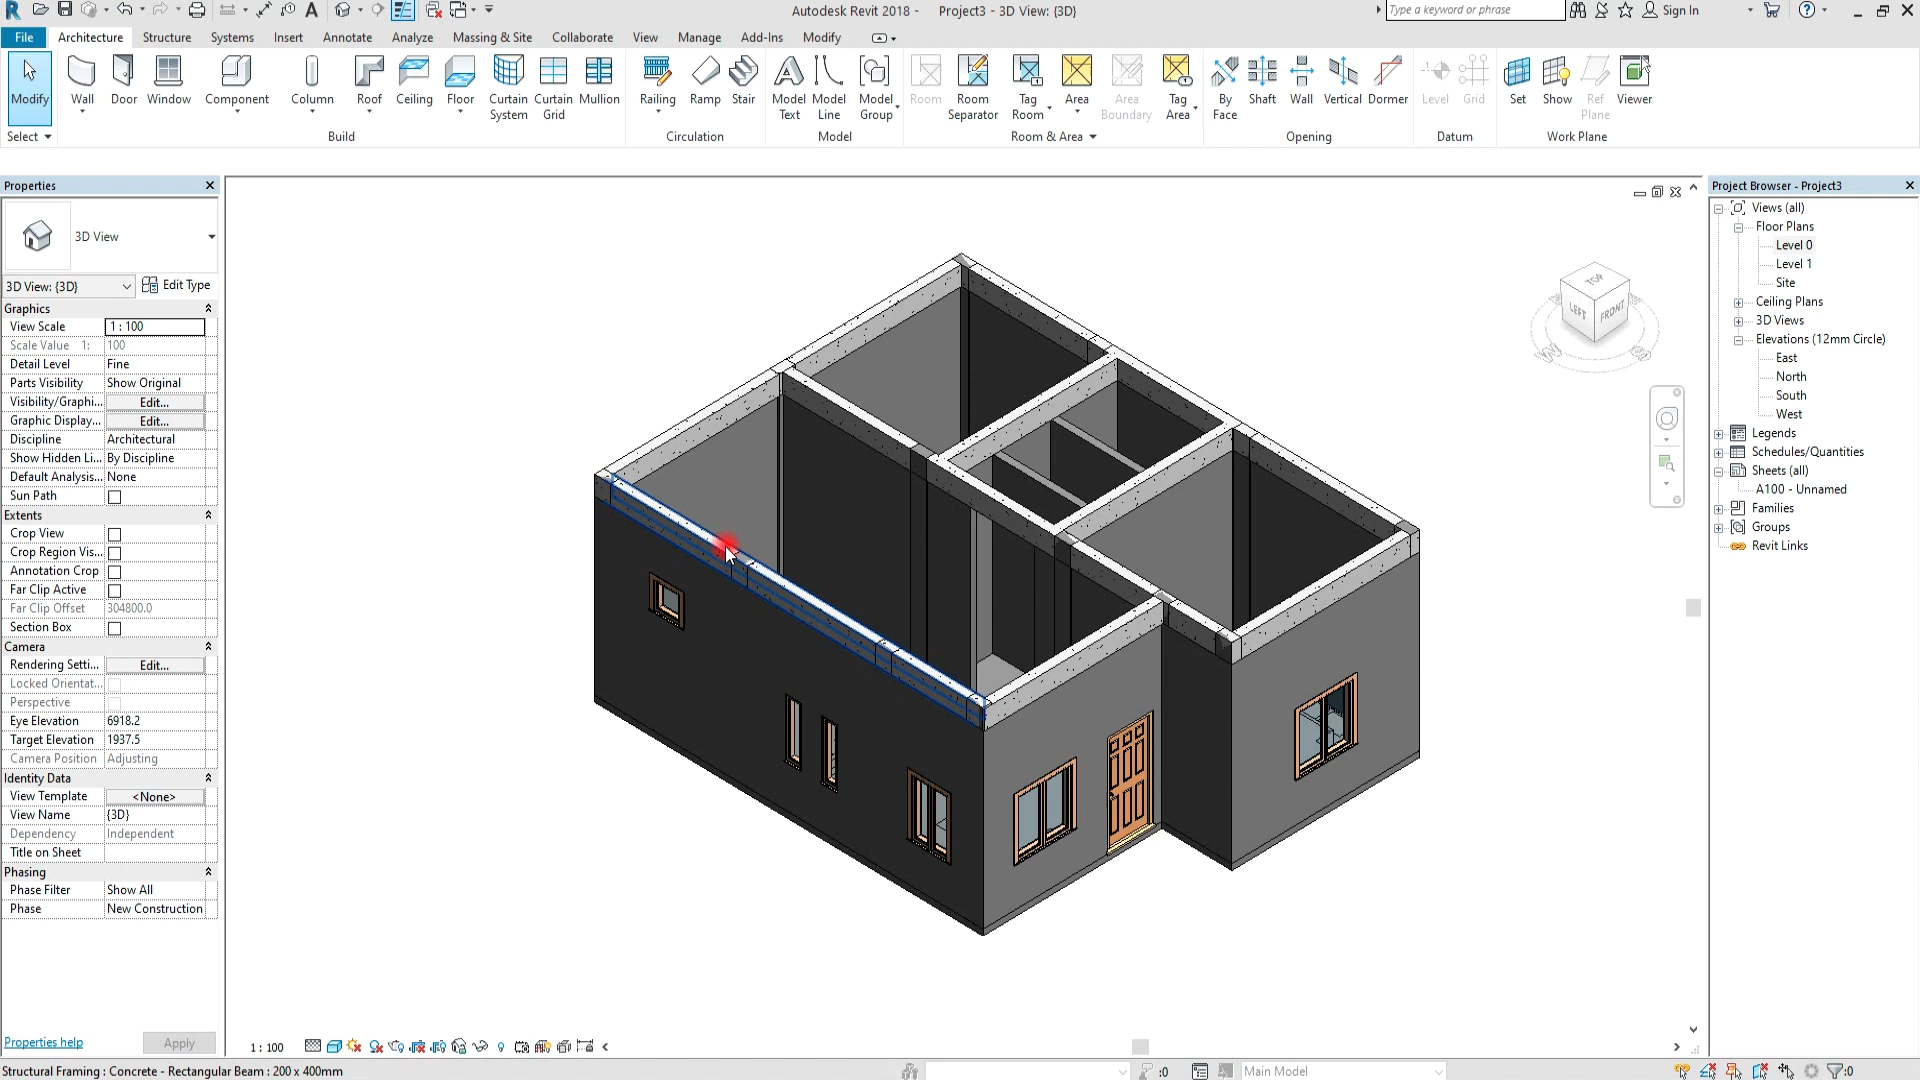 Autodesk Revit 2018 -    Project3 - 3D View: {3D}
Type a keyword or phrase
Sign In
File Architecture Structure Systems Insert Annotate Analyze Massing & Site Collaborate View Manage Add-Ins Modify
Modify Wall Door Window Component Column Roof Ceiling Floor Curtain System Curtain Grid Mullion Railing Ramp Stair Model Text Model Line Model Group Room Room Separator Tag Room Area Area Boundary Tag Area By Face Shaft Wall Vertical Dormer Level Grid Set Show Ref Plane Viewer
Select Build Circulation Model Room & Area Opening Datum Work Plane
Properties
3D View
3D View: {3D} Edit Type
Graphics
View Scale 1 : 100
Scale Value 1: 100
Detail Level Fine
Parts Visibility Show Original
Visibility/Graphi... Edit...
Graphic Display... Edit...
Discipline Architectural
Show Hidden Li... By Discipline
Default Analysis... None
Sun Path
Extents
Crop View
Crop Region Vis...
Annotation Crop
Far Clip Active
Far Clip Offset 304800.0
Section Box
Camera
Rendering Setti... Edit...
Locked Orientat...
Perspective
Eye Elevation 6918.2
Target Elevation 1937.5
Camera Position Adjusting
Identity Data
View Template <None>
View Name {3D}
Dependency Independent
Title on Sheet
Phasing
Phase Filter Show All
Phase New Construction
Properties help Apply
TOP
LEFT FRONT
W S
Project Browser - Project3
Views (all)
Floor Plans
Level 0
Level 1
Site
Ceiling Plans
3D Views
Elevations (12mm Circle)
East
North
South
West
Legends
Schedules/Quantities
Sheets (all)
A100 - Unnamed
Families
Groups
Revit Links
1 : 100
Structural Framing : Concrete - Rectangular Beam : 200 x 400mm
:0
Main Model
:0